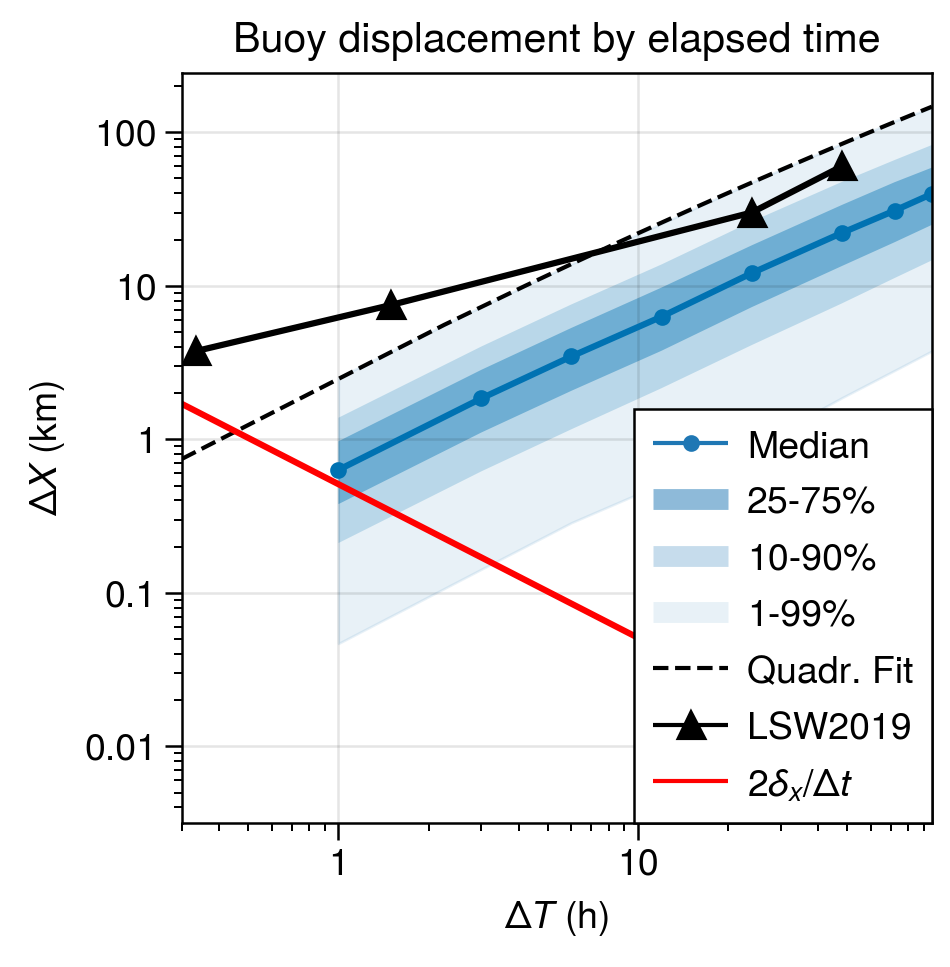 Buoy displacement by elapsed time
100
10
1
0.1
0.01
ΔX (km)
Median
25-75%
10-90%
1-99%
Quadr. Fit
LSW2019
2δₓ/Δt
1
10
ΔT (h)